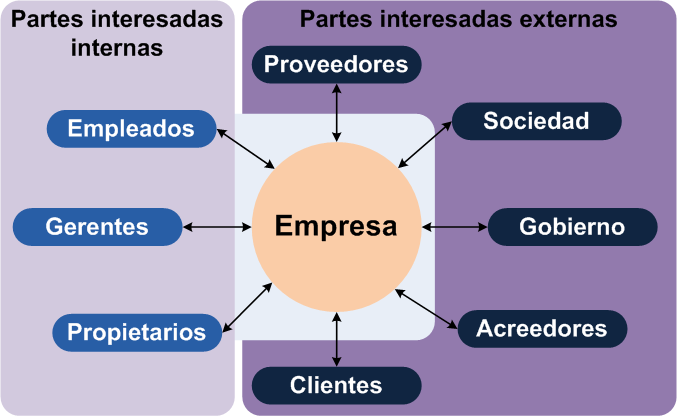 Partes interesadas
internas
Partes interesadas externas
Proveedores
Empleados
Sociedad
Gerentes
Empresa
Gobierno
Propietarios
Acreedores
Clientes